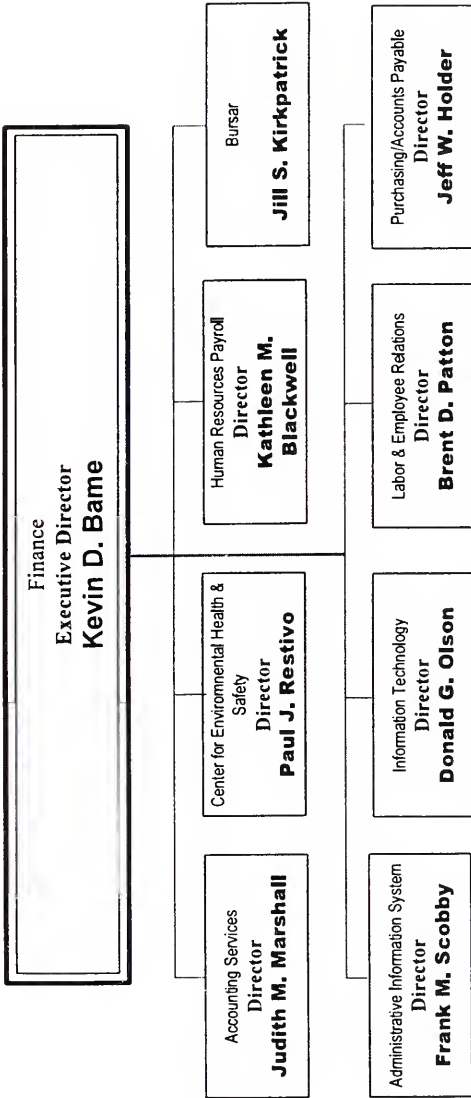 Finance
Executive Director
Kevin D. Bame
Accounting Services
Director
Judith M. Marshall
Center for Environmental Health &
Safety
Director
Paul J. Restivo
Human Resources Payroll
Director
Kathleen M.
Blackwell
Bursar
Jill S. Kirkpatrick
Administrative Information System
Director
Frank M. Scobby
Information Technology
Director
Donald G. Olson
Labor & Employee Relations
Director
Brent D. Patton
Purchasing/Accounts Payable
Director
Jeff W. Holder